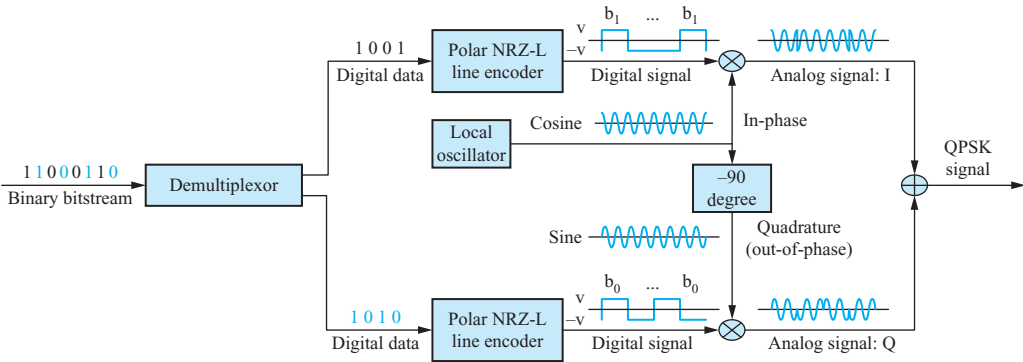 b₁ ... b₁
v
–v
1 0 0 1
Digital data
Polar NRZ-L
line encoder
Digital signal
Analog signal: I
Cosine
In-phase
Local
oscillator
1 1 0 0 0 1 1 0
Binary bitstream
Demultiplexor
–90
degree
QPSK
signal
Sine
Quadrature
(out-of-phase)
b₀ ... b₀
v
–v
1 0 1 0
Digital data
Polar NRZ-L
line encoder
Digital signal
Analog signal: Q